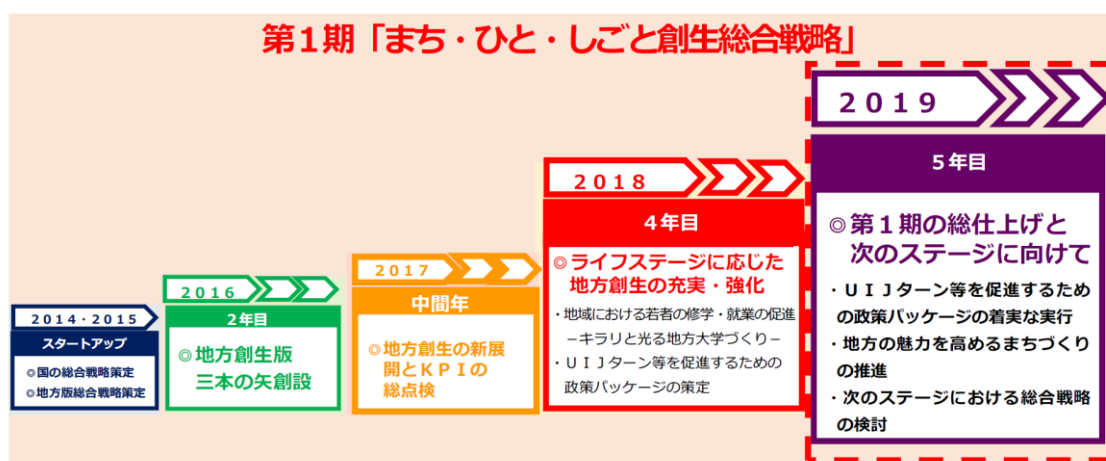 第１期「まち・ひと・しごと創生総合戦略」
２０１４・２０１５
スタートアップ
◎国の総合戦略策定
◎地方版総合戦略策定
２０１６
２年目
◎地方創生版
三本の矢創設
２０１７
中間年
◎地方創生の新展
開とＫＰＩの
総点検
２０１８
４年目
◎ライフステージに応じた
地方創生の充実・強化
・地域における若者の修学・就業の促進
－キラリと光る地方大学づくり－
・ＵＩＪターン等を促進するための
政策パッケージの策定
２０１９
５年目
◎第１期の総仕上げと
次のステージに向けて
・ＵＩＪターン等を促進するため
の政策パッケージの着実な実行
・地方の魅力を高めるまちづくり
の推進
・次のステージにおける総合戦略
の検討